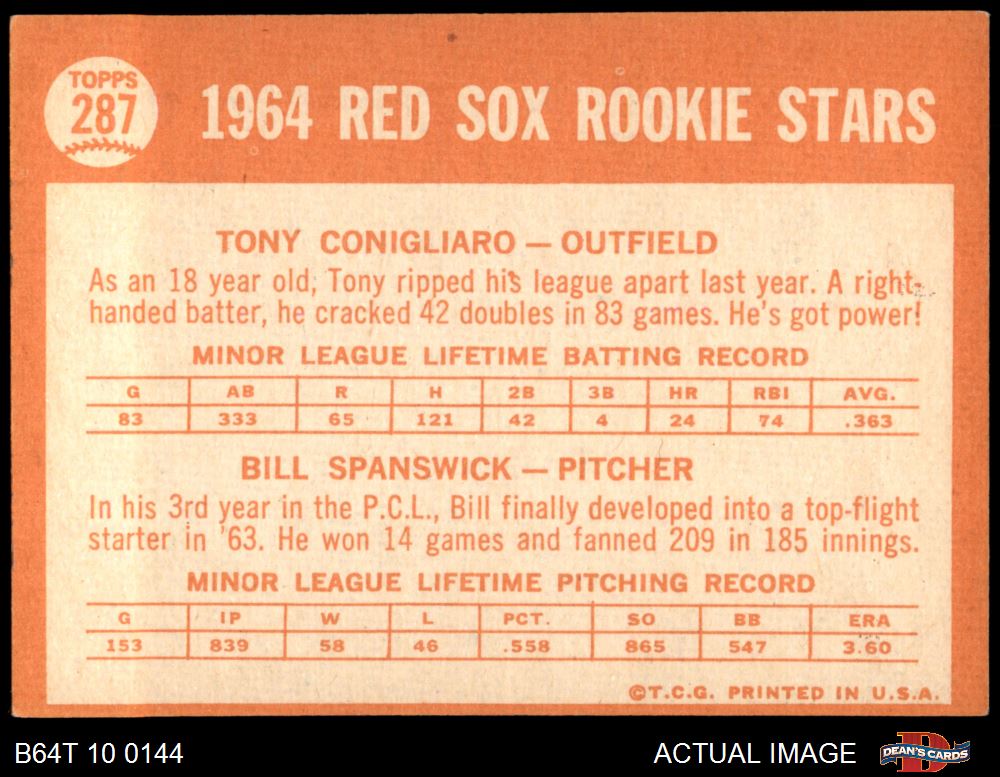 TOPPS
287
1964 RED SOX ROOKIE STARS
TONY CONIGLIARO — OUTFIELD
As an 18 year old, Tony ripped his league apart last year. A right-
handed batter, he cracked 42 doubles in 83 games. He's got power!
MINOR LEAGUE LIFETIME BATTING RECORD
G AB R H 2B 3B HR RBI AVG.
83 333 65 121 42 4 24 74 .363
BILL SPANSWICK — PITCHER
In his 3rd year in the P.C.L., Bill finally developed into a top-flight
starter in '63. He won 14 games and fanned 209 in 185 innings.
MINOR LEAGUE LIFETIME PITCHING RECORD
G IP W L PCT. SO BB ERA
153 839 58 46 .558 865 547 3.60
©T.C.G. PRINTED IN U.S.A.
B64T 10 0144
ACTUAL IMAGE
DEAN'S CARDS